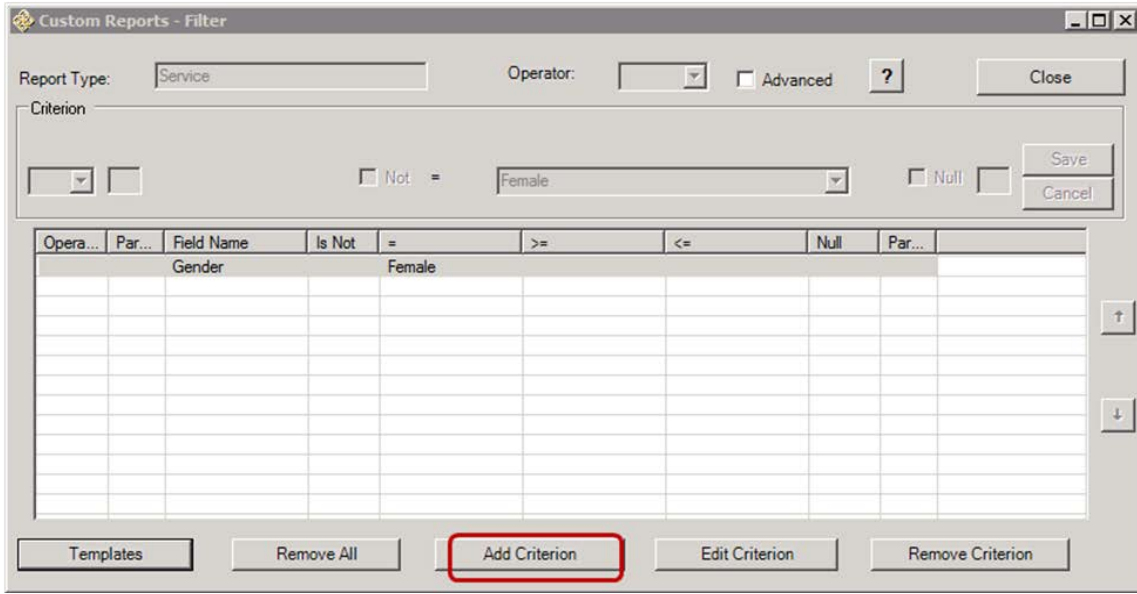 Custom Reports - Filter
Report Type: Service Operator: Advanced ? Close
Criterion
Not = Female Null Save
Cancel
Opera... Par... Field Name Is Not = >= <= Null Par...
Gender Female
Templates Remove All Add Criterion Edit Criterion Remove Criterion